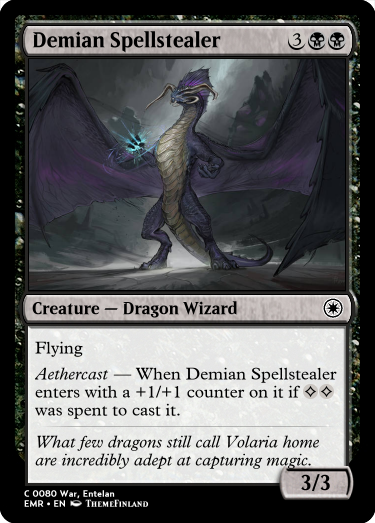 Demian Spellstealer 3
Creature — Dragon Wizard
Flying
Aethercast — When Demian Spellstealer
enters with a +1/+1 counter on it if
was spent to cast it.
What few dragons still call Volaria home
are incredibly adept at capturing magic.
3/3
C 0080 War, Entelan
EMR • EN ThemeFinland